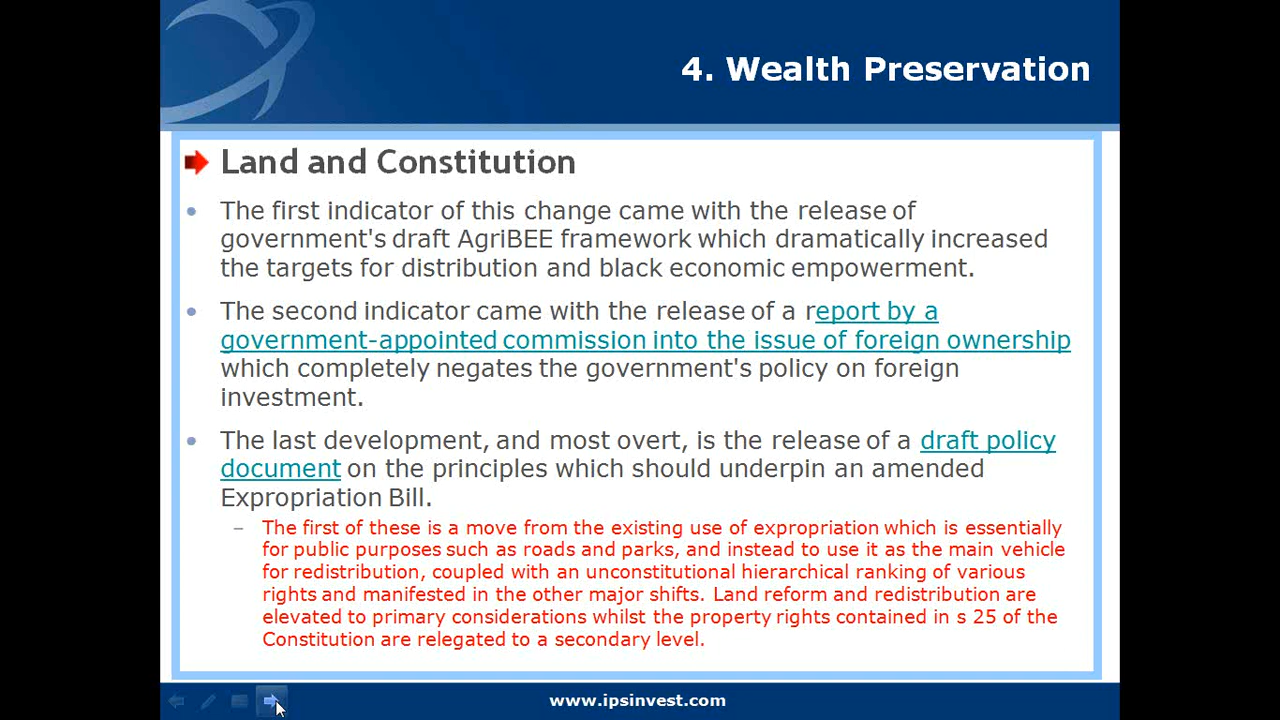 4. Wealth Preservation
Land and Constitution
The first indicator of this change came with the release of
government's draft AgriBEE framework which dramatically increased
the targets for distribution and black economic empowerment.
The second indicator came with the release of a report by a
government-appointed commission into the issue of foreign ownership
which completely negates the government's policy on foreign
investment.
The last development, and most overt, is the release of a draft policy
document on the principles which should underpin an amended
Expropriation Bill.
– The first of these is a move from the existing use of expropriation which is essentially
for public purposes such as roads and parks, and instead to use it as the main vehicle
for redistribution, coupled with an unconstitutional hierarchical ranking of various
rights and manifested in the other major shifts. Land reform and redistribution are
elevated to primary considerations whilst the property rights contained in s 25 of the
Constitution are relegated to a secondary level.
www.ipsinvest.com